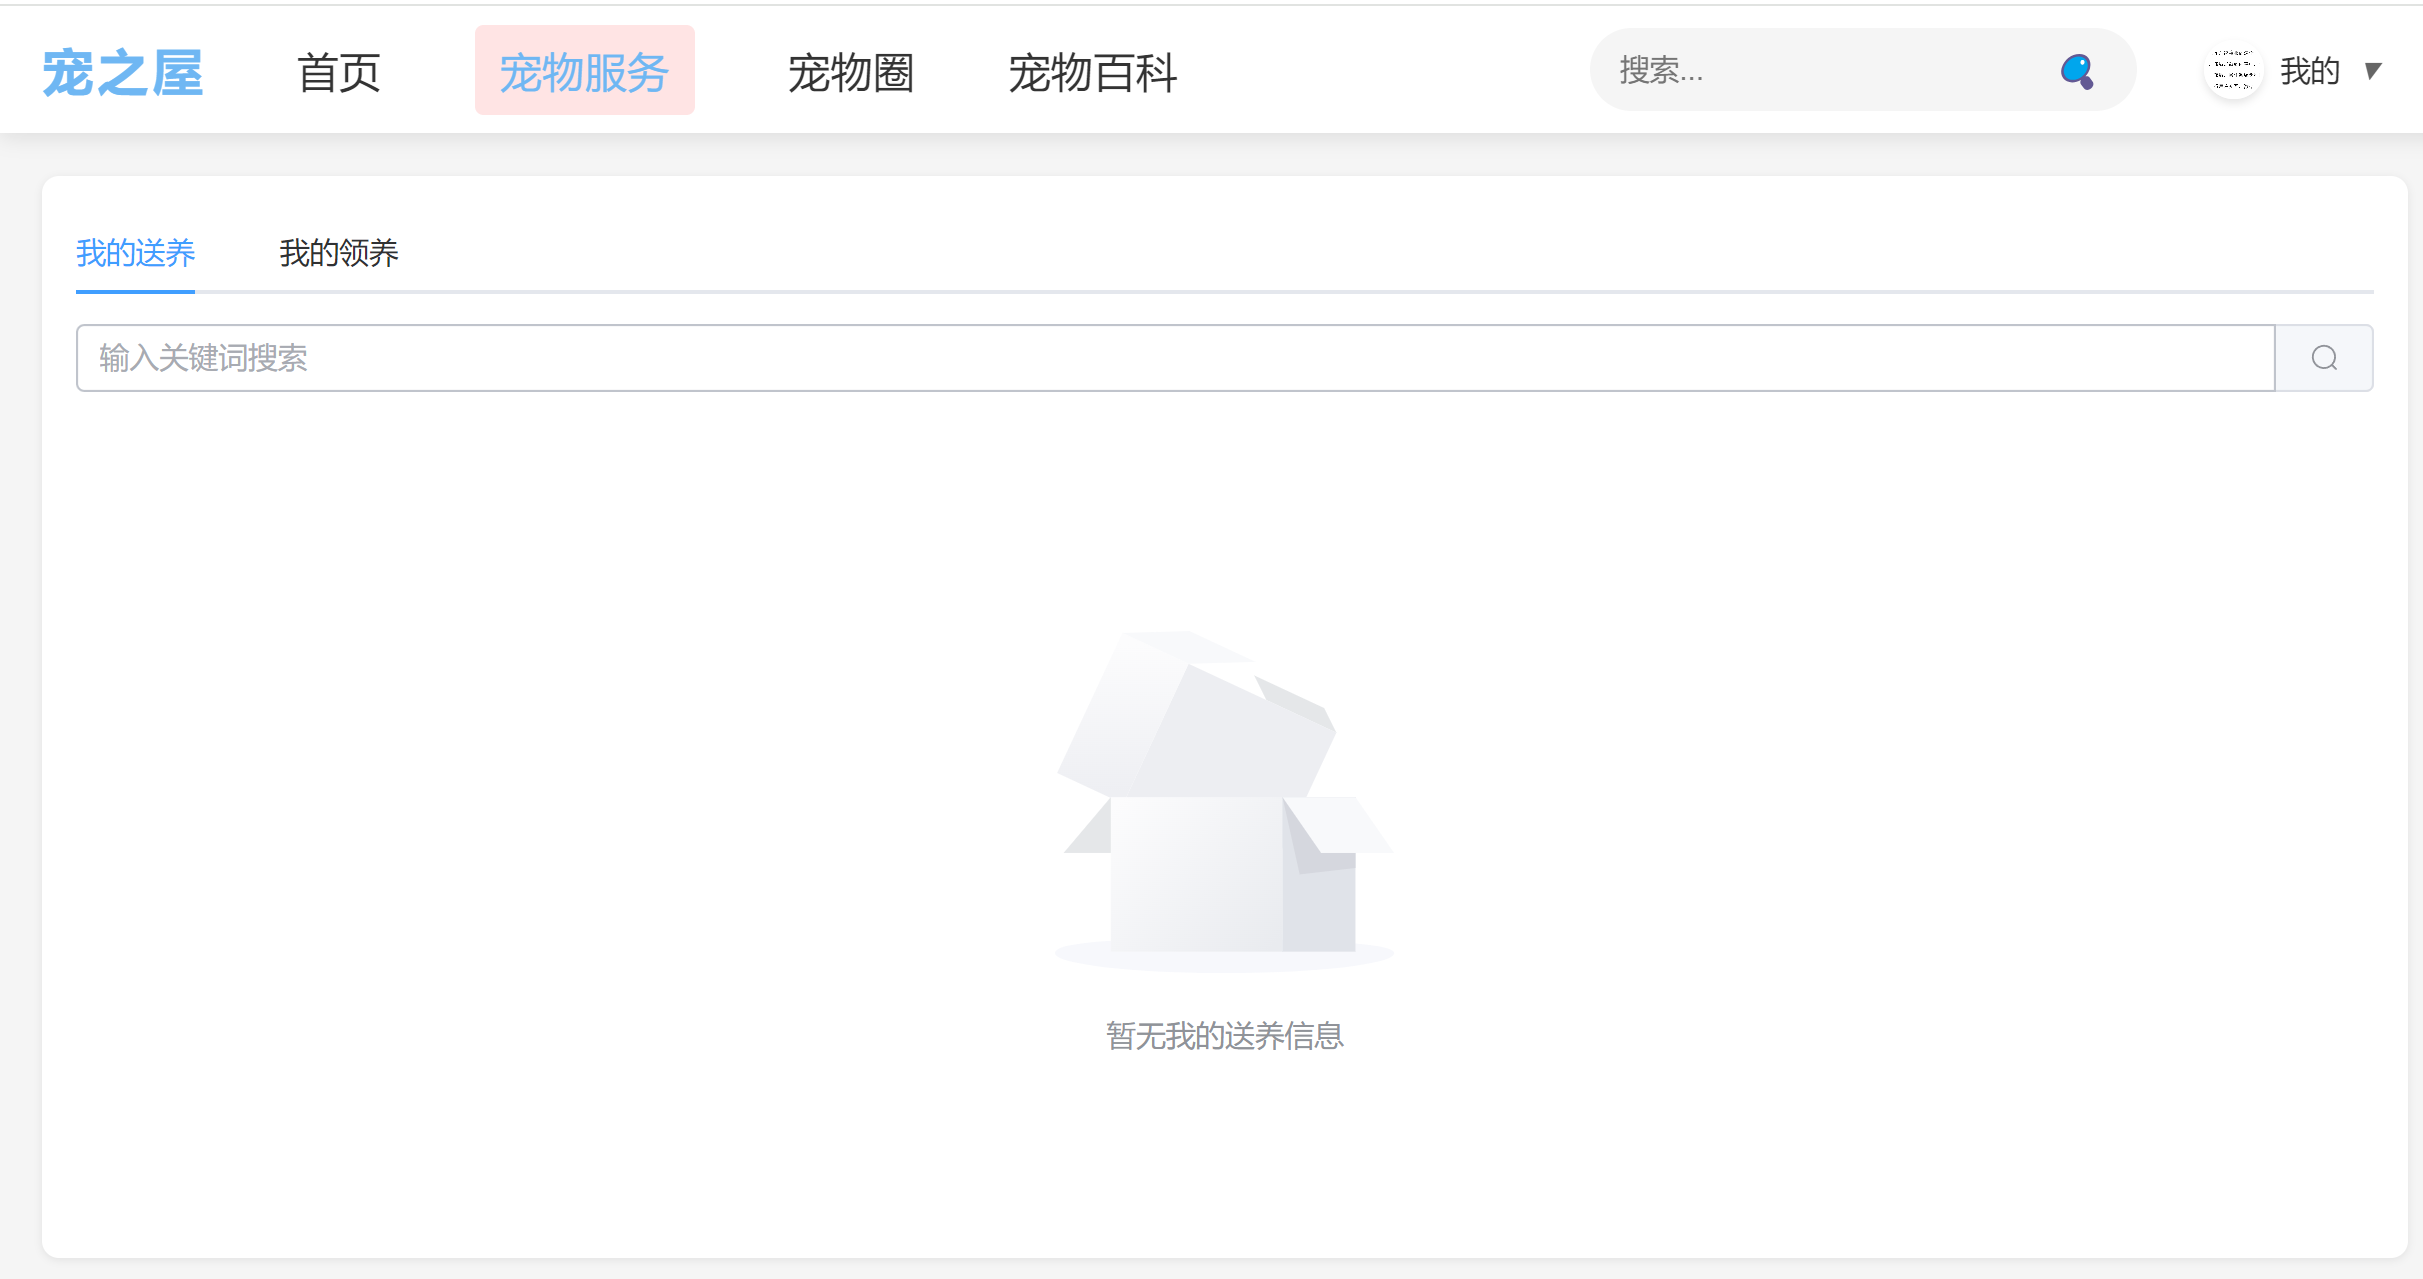 宠之屋 首页 宠物服务 宠物圈 宠物百科 搜索... 我的
我的送养 我的领养
输入关键词搜索
暂无我的送养信息